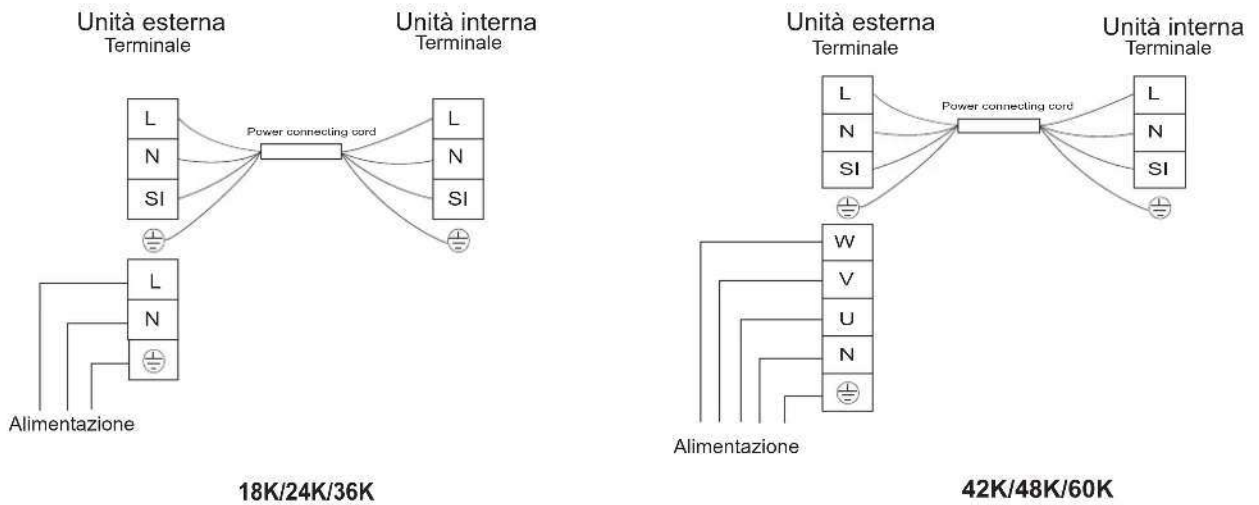 Unità esterna
Terminale
Unità interna
Terminale
L
N
SI
Power connecting cord
L
N
SI
L
N
Alimentazione
18K/24K/36K
Unità esterna
Terminale
Unità interna
Terminale
L
N
SI
Power connecting cord
L
N
SI
W
V
U
N
Alimentazione
42K/48K/60K